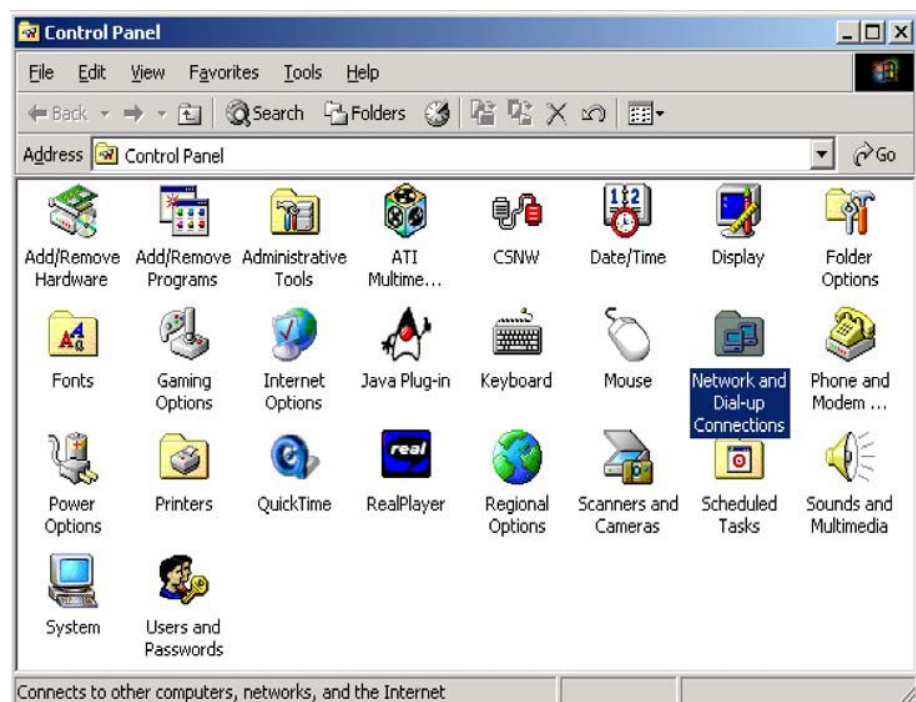 Control Panel
File Edit View Favorites Tools Help
Back Search Folders
Address Control Panel Go
Add/Remove Hardware
Add/Remove Programs
Administrative Tools
ATI Multime...
CSNW
1 2
Date/Time
Display
Folder Options
Fonts
Gaming Options
Internet Options
Java Plug-in
Keyboard
Mouse
Network and Dial-up Connections
Phone and Modem ...
Power Options
Printers
QuickTime
real
RealPlayer
Regional Options
Scanners and Cameras
Scheduled Tasks
Sounds and Multimedia
System
Users and Passwords
Connects to other computers, networks, and the Internet